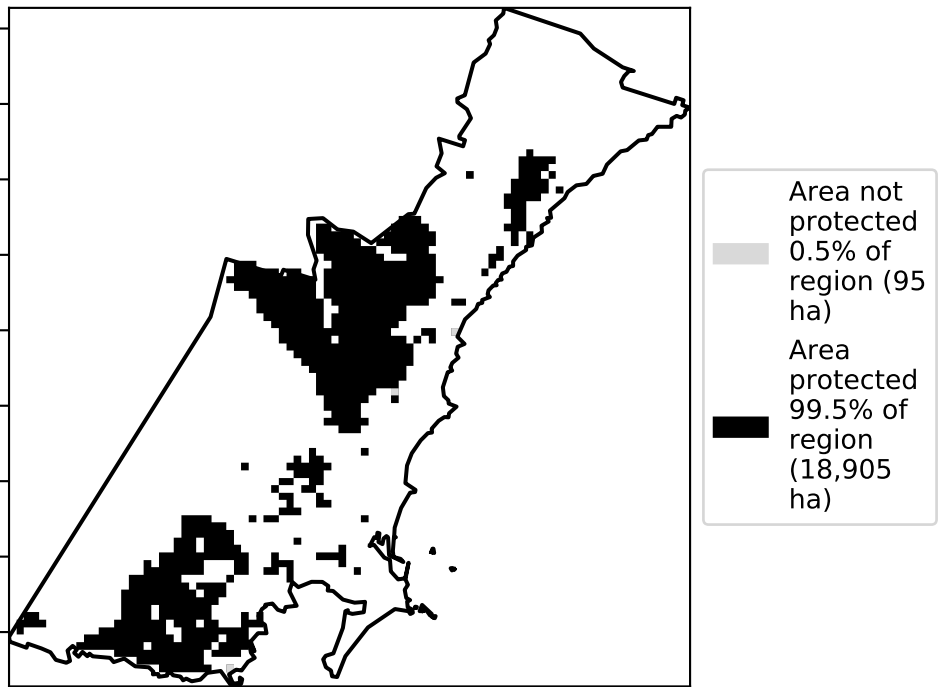 Area not
protected
0.5% of
region (95
ha)
Area
protected
99.5% of
region
(18,905
ha)